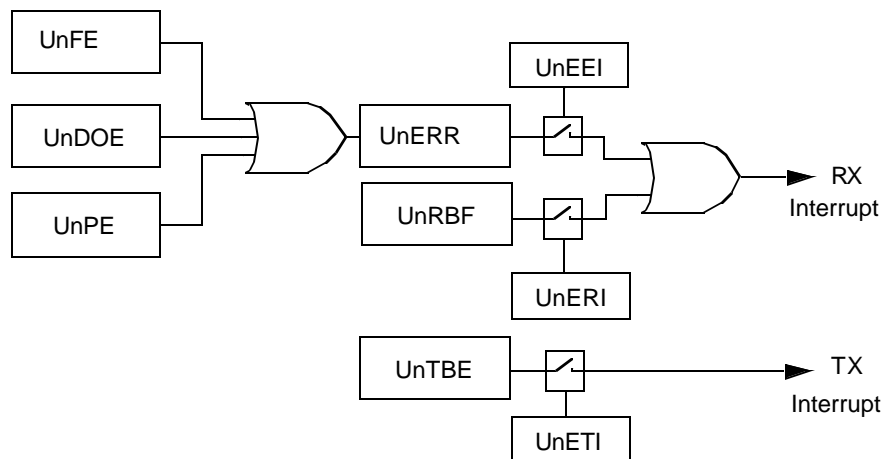 UnFE
UnEEI
UnDOE
UnERR
RX
Interrupt
UnPE
UnRBF
UnERI
UnTBE
TX
Interrupt
UnETI